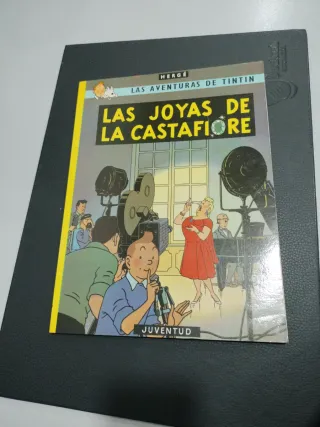 HERGÉ
LAS AVENTURAS DE TINTIN
LAS JOYAS DE
LA CASTAFIORE
JUVENTUD